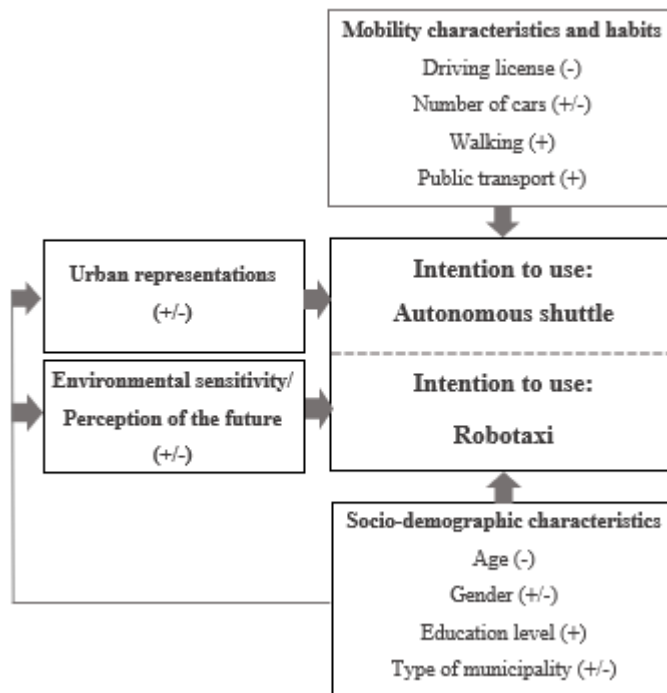 Mobility characteristics and habits
Driving license (-)
Number of cars (+/-)
Walking (+)
Public transport (+)
Urban representations
(+/-)
Environmental sensitivity/
Perception of the future
(+/-)
Intention to use:
Autonomous shuttle
Intention to use:
Robotaxi
Socio-demographic characteristics
Age (-)
Gender (+/-)
Education level (+)
Type of municipality (+/-)